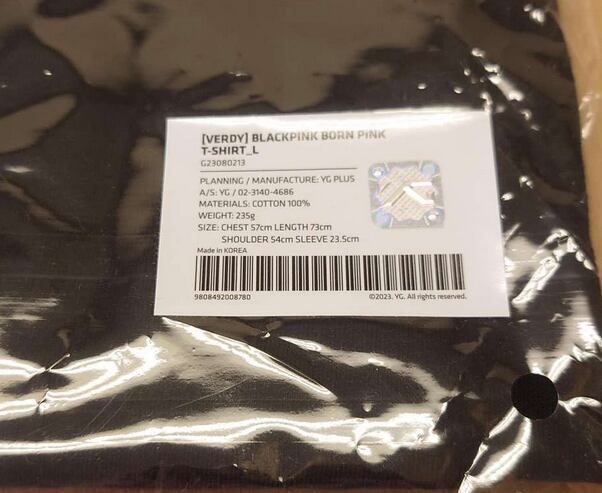 [VERDY] BLACKPINK BORN PINK
T-SHIRT_L
G23080213
PLANNING / MANUFACTURE: YG PLUS
A/S: YG / 02-3140-4686
MATERIALS: COTTON 100%
WEIGHT: 235g
SIZE: CHEST 57cm LENGTH 73cm
SHOULDER 54cm SLEEVE 23.5cm
Made in KOREA
9808492008780
©2023. YG. All rights reserved.